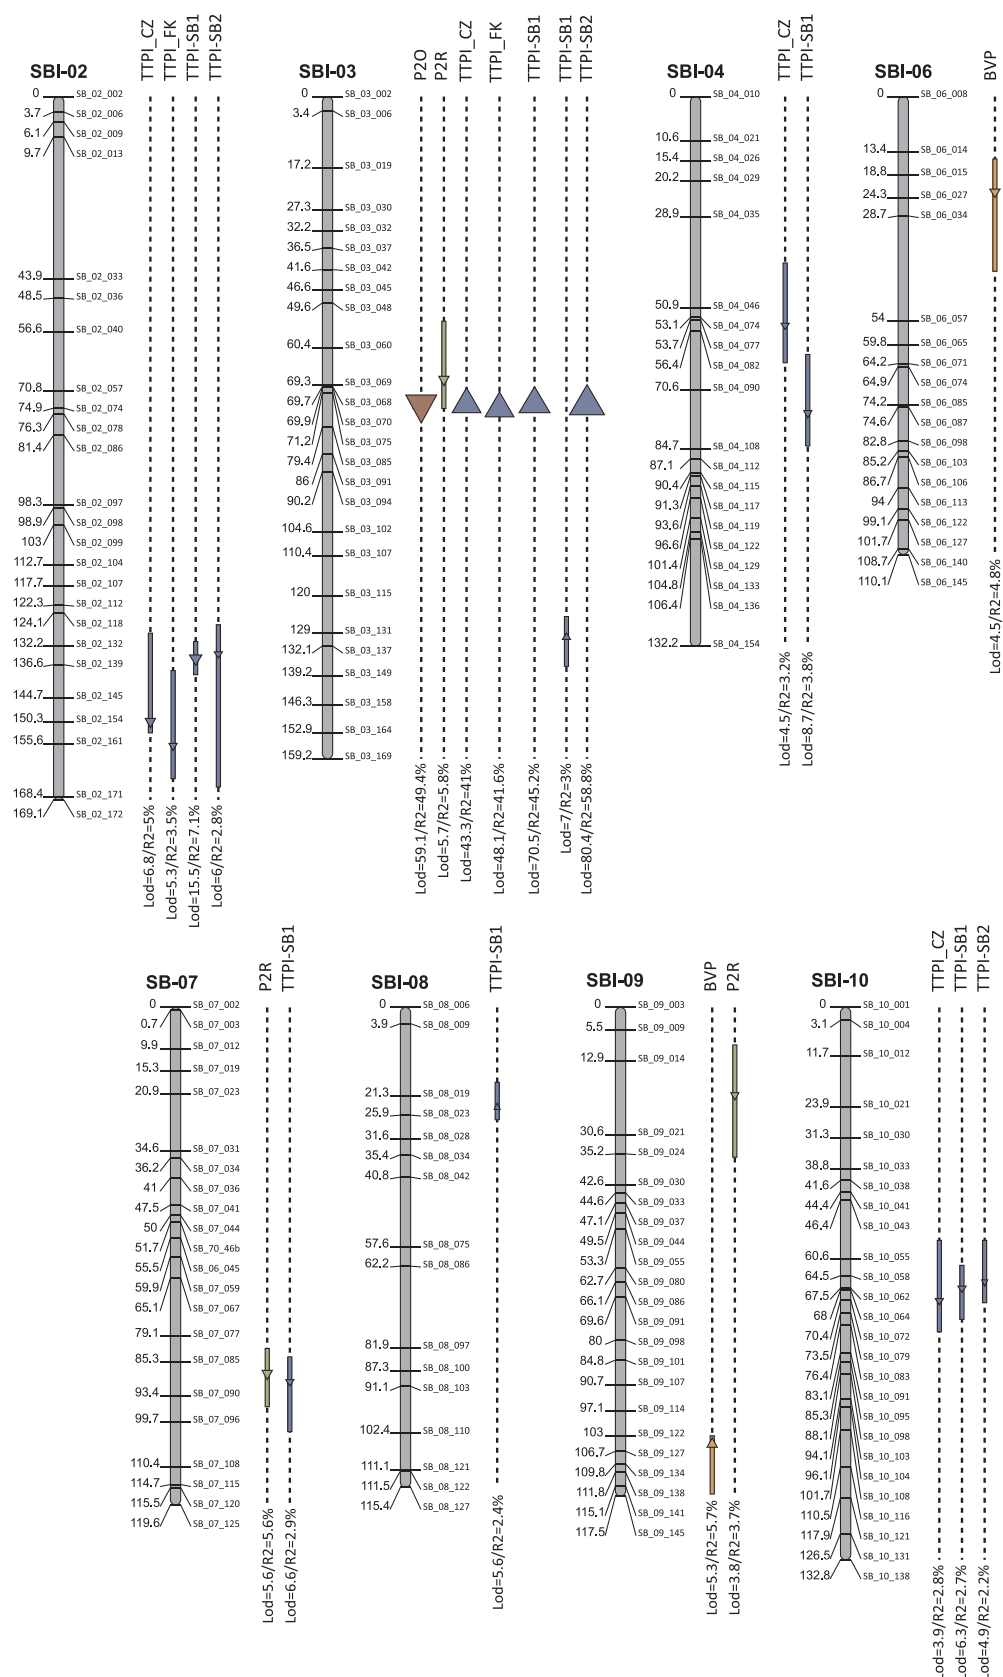 SBI-02
TTPI_CZ
TTPI_FK
TTPI-SB1
TTPI-SB2
0 SB_02_002
3.7 SB_02_006
6.1 SB_02_009
9.7 SB_02_013
43.9 SB_02_033
48.5 SB_02_036
56.6 SB_02_040
70.8 SB_02_057
74.9 SB_02_074
76.3 SB_02_078
81.4 SB_02_086
98.3 SB_02_097
98.9 SB_02_098
103 SB_02_099
112.7 SB_02_104
117.7 SB_02_107
122.3 SB_02_112
124.1 SB_02_118
132.2 SB_02_132
136.6 SB_02_139
144.7 SB_02_145
150.3 SB_02_154
155.6 SB_02_161
168.4 SB_02_171
169.1 SB_02_172
Lod=6.8/R2=5%
Lod=5.3/R2=3.5%
Lod=15.5/R2=7.1%
Lod=6/R2=2.8%
SBI-03
P2O
P2R
TTPI_CZ
TTPI_FK
TTPI-SB1
TTPI-SB1
TTPI-SB2
0 SB_03_002
3.4 SB_03_006
17.2 SB_03_019
27.3 SB_03_030
32.2 SB_03_032
36.5 SB_03_037
41.6 SB_03_042
46.6 SB_03_045
49.6 SB_03_048
60.4 SB_03_060
69.3 SB_03_069
69.7 SB_03_068
69.9 SB_03_070
71.2 SB_03_075
79.4 SB_03_085
86 SB_03_091
90.2 SB_03_094
104.6 SB_03_102
110.4 SB_03_107
120 SB_03_115
129 SB_03_131
132.1 SB_03_137
139.2 SB_03_149
146.3 SB_03_158
152.9 SB_03_164
159.2 SB_03_169
Lod=59.1/R2=49.4%
Lod=5.7/R2=5.8%
Lod=43.3/R2=41%
Lod=48.1/R2=41.6%
Lod=70.5/R2=45.2%
Lod=7/R2=3%
Lod=80.4/R2=58.8%
SBI-04
TTPI_CZ
TTPI-SB1
0 SB_04_010
10.6 SB_04_021
15.4 SB_04_026
20.2 SB_04_029
28.9 SB_04_035
50.9 SB_04_046
53.1 SB_04_074
53.7 SB_04_077
56.4 SB_04_082
70.6 SB_04_090
84.7 SB_04_108
87.1 SB_04_112
90.4 SB_04_115
91.3 SB_04_117
93.6 SB_04_119
96.6 SB_04_122
101.4 SB_04_129
104.8 SB_04_133
106.4 SB_04_136
132.2 SB_04_154
Lod=4.5/R2=3.2%
Lod=8.7/R2=3.8%
SBI-06
BVP
0 SB_06_008
13.4 SB_06_014
18.8 SB_06_015
24.3 SB_06_027
28.7 SB_06_034
54 SB_06_057
59.8 SB_06_065
64.2 SB_06_071
64.9 SB_06_074
74.2 SB_06_085
74.6 SB_06_087
82.8 SB_06_098
85.2 SB_06_103
86.7 SB_06_106
94 SB_06_113
99.1 SB_06_122
101.7 SB_06_127
108.7 SB_06_140
110.1 SB_06_145
Lod=4.5/R2=4.8%
SB-07
P2R
TTPI-SB1
0 SB_07_002
0.7 SB_07_003
9.9 SB_07_012
15.3 SB_07_019
20.9 SB_07_023
34.6 SB_07_031
36.2 SB_07_034
41 SB_07_036
47.5 SB_07_041
50 SB_07_044
51.7 SB_70_46b
55.5 SB_06_045
59.9 SB_07_059
65.1 SB_07_067
79.1 SB_07_077
85.3 SB_07_085
93.4 SB_07_090
99.7 SB_07_096
110.4 SB_07_108
114.7 SB_07_115
115.5 SB_07_120
119.6 SB_07_125
Lod=5.6/R2=5.6%
Lod=6.6/R2=2.9%
SBI-08
TTPI-SB1
0 SB_08_006
3.9 SB_08_009
21.3 SB_08_019
25.9 SB_08_023
31.6 SB_08_028
35.4 SB_08_034
40.8 SB_08_042
57.6 SB_08_075
62.2 SB_08_086
81.9 SB_08_097
87.3 SB_08_100
91.1 SB_08_103
102.4 SB_08_110
111.1 SB_08_121
111.5 SB_08_122
115.4 SB_08_127
Lod=5.6/R2=2.4%
SBI-09
BVP
P2R
0 SB_09_003
5.5 SB_09_009
12.9 SB_09_014
30.6 SB_09_021
35.2 SB_09_024
42.6 SB_09_030
44.6 SB_09_033
47.1 SB_09_037
49.5 SB_09_044
53.3 SB_09_055
62.7 SB_09_080
66.1 SB_09_086
69.6 SB_09_091
80 SB_09_098
84.8 SB_09_101
90.7 SB_09_107
97.1 SB_09_114
103 SB_09_122
106.7 SB_09_127
109.8 SB_09_134
111.8 SB_09_138
115.1 SB_09_141
117.5 SB_09_145
Lod=5.3/R2=5.7%
Lod=3.8/R2=3.7%
SBI-10
TTPI_CZ
TTPI-SB1
TTPI-SB2
0 SB_10_001
3.1 SB_10_004
11.7 SB_10_012
23.9 SB_10_021
31.3 SB_10_030
38.8 SB_10_033
41.6 SB_10_038
44.4 SB_10_041
46.4 SB_10_043
60.6 SB_10_055
64.5 SB_10_058
67.5 SB_10_062
68 SB_10_064
70.4 SB_10_072
73.5 SB_10_079
76.4 SB_10_083
83.1 SB_10_091
85.3 SB_10_095
88.1 SB_10_098
94.1 SB_10_103
96.1 SB_10_104
101.7 SB_10_108
110.5 SB_10_116
117.9 SB_10_121
126.5 SB_10_131
132.8 SB_10_138
Lod=3.9/R2=2.8%
Lod=6.3/R2=2.7%
Lod=4.9/R2=2.2%